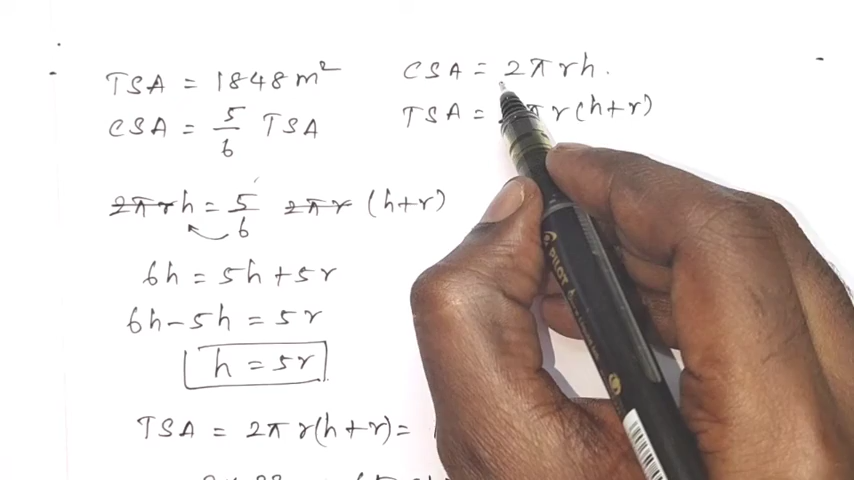 TSA = 1848 m²
CSA = 2πrh.
CSA = 5/6 TSA
TSA = π r (h+r)
2πrh = 5/6 2πr (h+r)
6h = 5h + 5r
6h - 5h = 5r
h = 5r
TSA = 2πr(h+r) =
PILOT